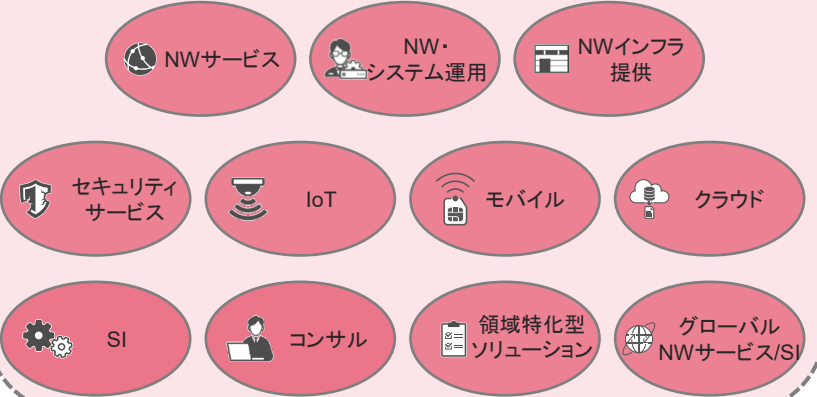 NWサービス
NW・
システム運用
NWインフラ
提供
セキュリティ
サービス
IoT
モバイル
クラウド
SI
コンサル
領域特化型
ソリューション
グローバル
NWサービス/SI